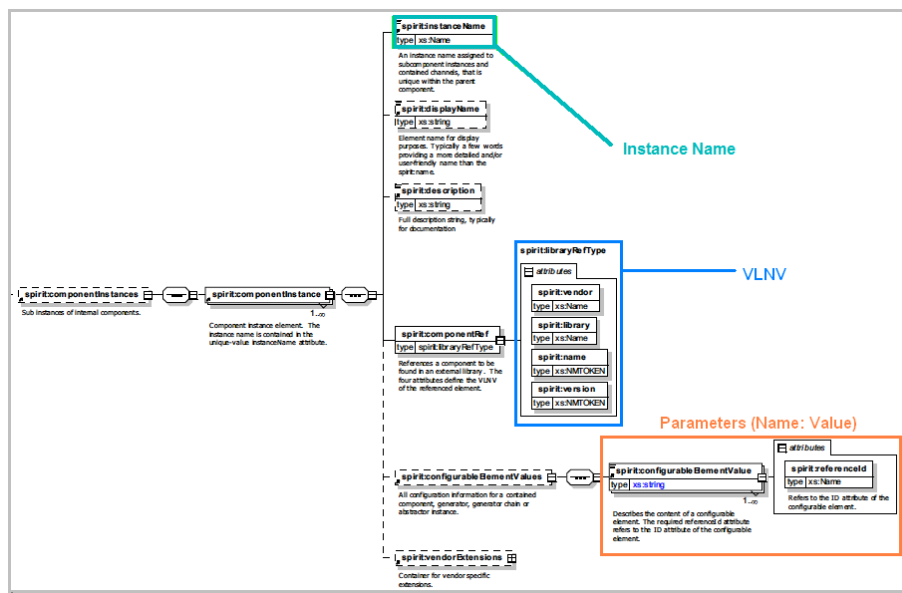 spirit:instanceName
type xs:Name
An instance name assigned to
subcomponent instances and
contained channels, that is
unique within the parent
component.
Instance Name
spirit:displayName
type xs:string
Element name for display
purposes. Typically a few words
providing a more detailed and/or
user-friendly name than the
spirit:name.
spirit:description
type xs:string
Full description string, typically
for documentation
spirit:libraryRefType
attributes
VLNV
spirit:vendor
type xs:Name
spirit:library
type xs:Name
spirit:name
type xs:NMTOKEN
spirit:version
type xs:NMTOKEN
spirit:componentInstances
Sub instances of internal components.
spirit:componentInstance
1..∞
Component instance element. The
instance name is contained in the
unique-value instanceName attribute.
spirit:componentRef
type spirit:libraryRefType
References a component to be
found in an external library. The
four attributes define the VLNV
of the referenced element.
Parameters (Name: Value)
spirit:configurableElementValues
All configuration information for a contained
component, generator, generator chain or
abstractor instance.
spirit:configurableElementValue
type xs:string
1..∞
Describes the content of a configurable
element. The required referenceId attribute
refers to the ID attribute of the configurable
element.
attributes
spirit:referenceId
type xs:Name
Refers to the ID attribute of the
configurable element.
spirit:vendorExtensions
Container for vendor specific
extensions.